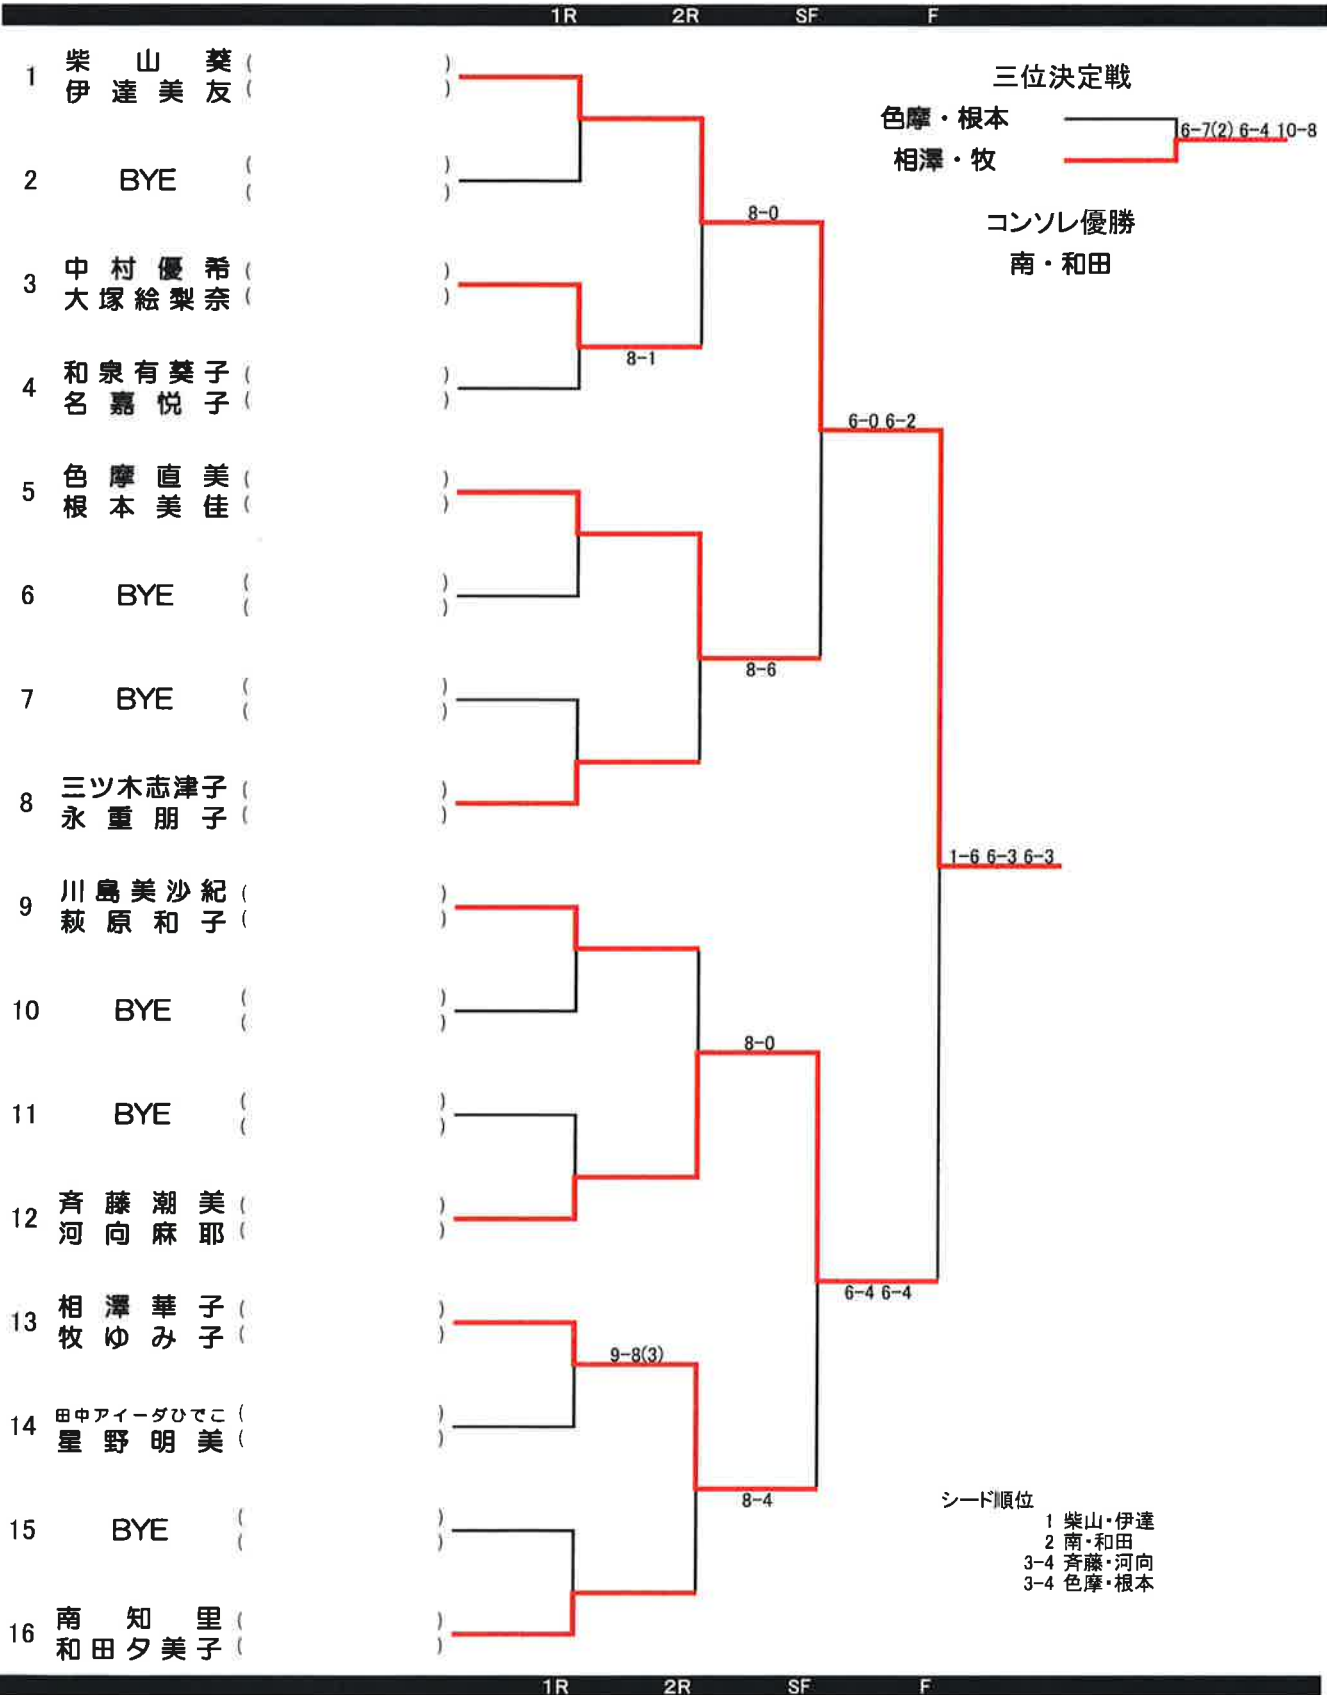 1R 2R SF F
1 柴山葵 ( )
伊達美友 ( )
2 BYE ( )
( )
3 中村優希 ( )
大塚絵梨奈 ( )
4 和泉有葵子 ( )
名嘉悦子 ( )
5 色摩直美 ( )
根本美佳 ( )
6 BYE ( )
( )
7 BYE ( )
( )
8 三ツ木志津子 ( )
永重朋子 ( )
9 川島美沙紀 ( )
萩原和子 ( )
10 BYE ( )
( )
11 BYE ( )
( )
12 斉藤潮美 ( )
河向麻耶 ( )
13 相澤華子 ( )
牧ゆみ子 ( )
14 田中アイーダひでこ ( )
星野明美 ( )
15 BYE ( )
( )
16 南知里 ( )
和田夕美子 ( )
8-1
9-8(3)
8-0
8-6
8-0
8-4
6-0 6-2
6-4 6-4
1-6 6-3 6-3
三位決定戦
色摩・根本
相澤・牧
6-7(2) 6-4 10-8
コンソレ優勝
南・和田
シード順位
1 柴山・伊達
2 南・和田
3-4 斉藤・河向
3-4 色摩・根本
1R 2R SF F